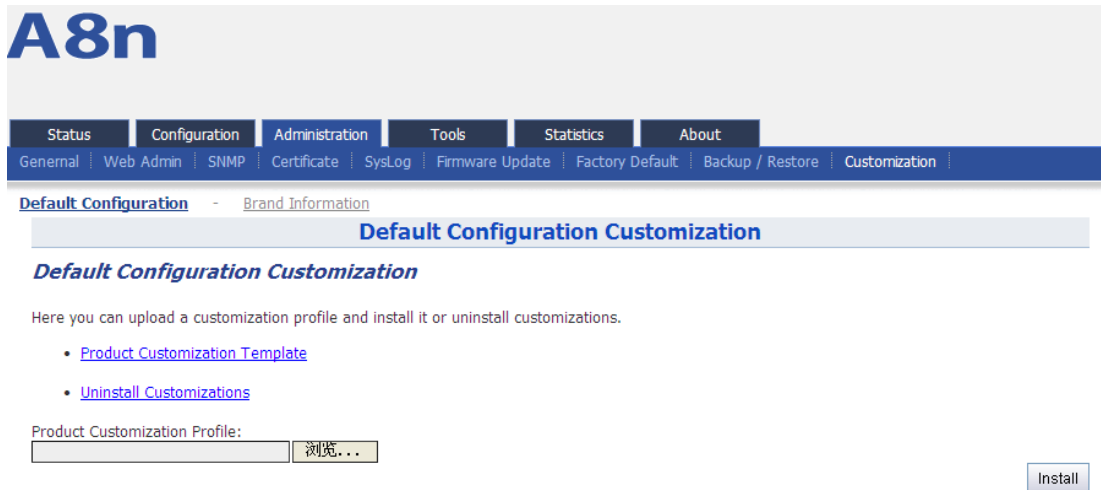 A8n
Status Configuration Administration Tools Statistics About
Genernal Web Admin SNMP Certificate SysLog Firmware Update Factory Default Backup / Restore Customization
Default Configuration - Brand Information
Default Configuration Customization
Default Configuration Customization
Here you can upload a customization profile and install it or uninstall customizations.
• Product Customization Template
• Uninstall Customizations
Product Customization Profile:
浏览...
Install